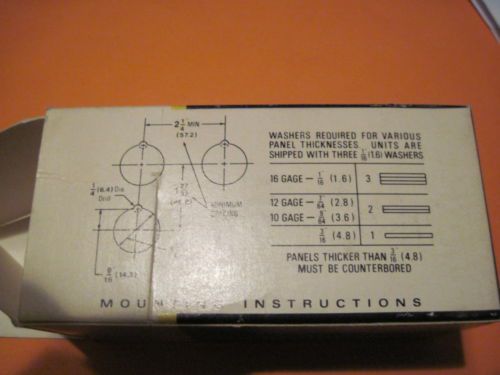 2 1/4 MIN
(57.2)
1/4 (6.4) Dia.
Drill
MINIMUM
SPACING
9/16 (14.3)
WASHERS REQUIRED FOR VARIOUS
PANEL THICKNESSES. UNITS ARE
SHIPPED WITH THREE 1/16 (1.6) WASHERS
16 GAGE – 1/16 (1.6) 3
12 GAGE – 7/64 (2.8)
10 GAGE – 9/64 (3.6) 2
3/16 (4.8) 1
PANELS THICKER THAN 3/16 (4.8)
MUST BE COUNTERBORED
MOUNTING INSTRUCTIONS